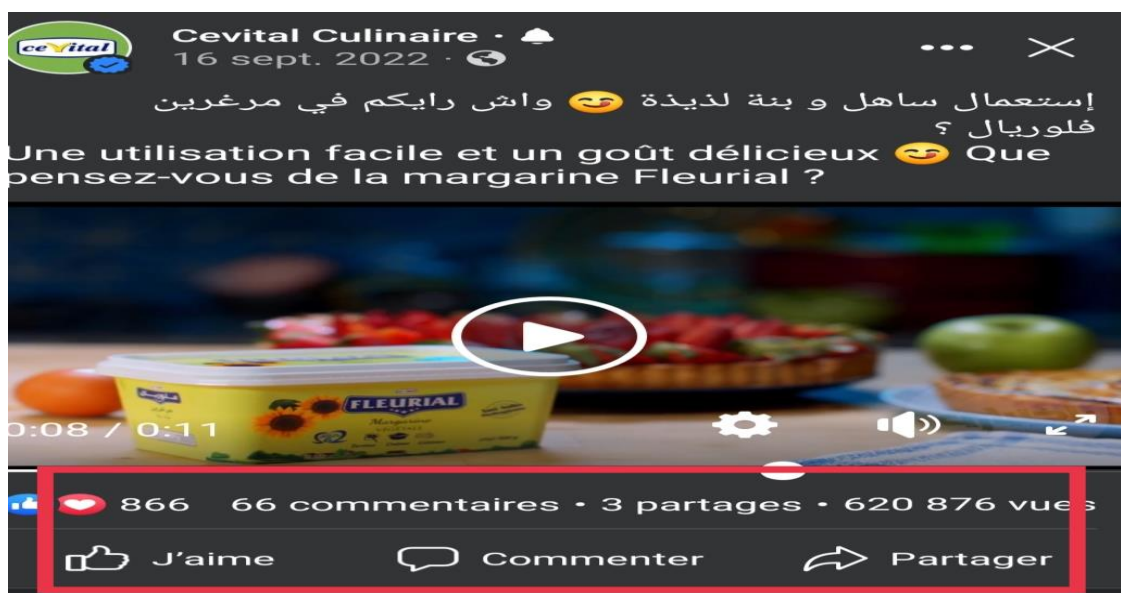 ceVital
Cevital Culinaire ·
16 sept. 2022 ·
إستعمال ساهل و بنة لذيذة 😋 واش رايكم في مرغرين
فلوريال ؟
Une utilisation facile et un goût délicieux 😋 Que
pensez-vous de la margarine Fleurial ?
FLEURIAL
Margarine
0:08 / 0:11
866 66 commentaires • 3 partages • 620 876 vues
J'aime Commenter Partager